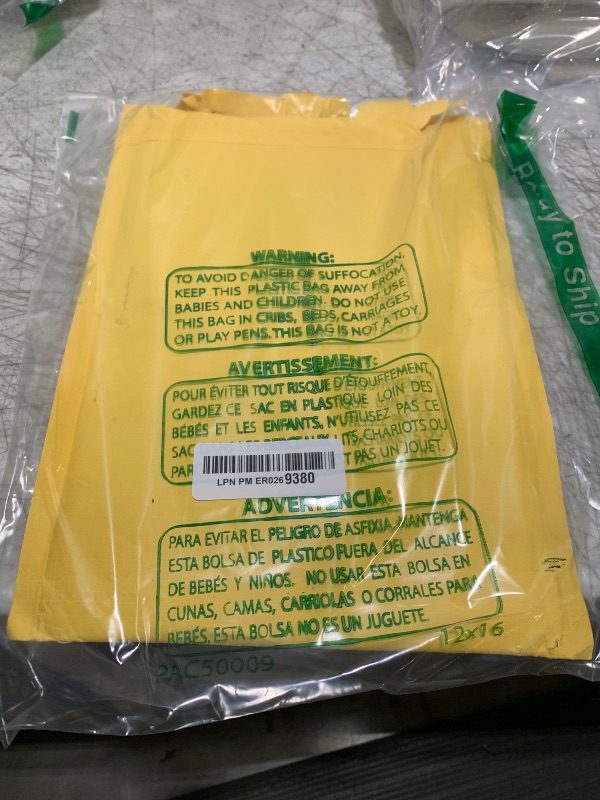 WARNING:
TO AVOID DANGER OF SUFFOCATION,
KEEP THIS PLASTIC BAG AWAY FROM
BABIES AND CHILDREN. DO NOT USE
THIS BAG IN CRIBS, BEDS, CARRIAGES
OR PLAY PENS. THIS BAG IS NOT A TOY.
AVERTISSEMENT:
POUR ÉVITER TOUT RISQUE D'ÉTOUFFEMENT,
GARDEZ CE SAC EN PLASTIQUE LOIN DES
BÉBÉS ET LES ENFANTS, N'UTILISEZ PAS CE
SAC CHARIOTS OU
PAS UN JOUET.
LPN PM ER0269380
ADVERTENCIA:
PARA EVITAR EL PELIGRO DE ASFIXIA, MANTENGA
ESTA BOLSA DE PLASTICO FUERA DEL ALCANCE
DE BEBÉS Y NIÑOS. NO USAR ESTA BOLSA EN
CUNAS, CAMAS, CARRIOLAS O CORRALES PARA
BEBÉS, ESTA BOLSA NO ES UN JUGUETE.
12x16
PAC50009
Ready to Ship